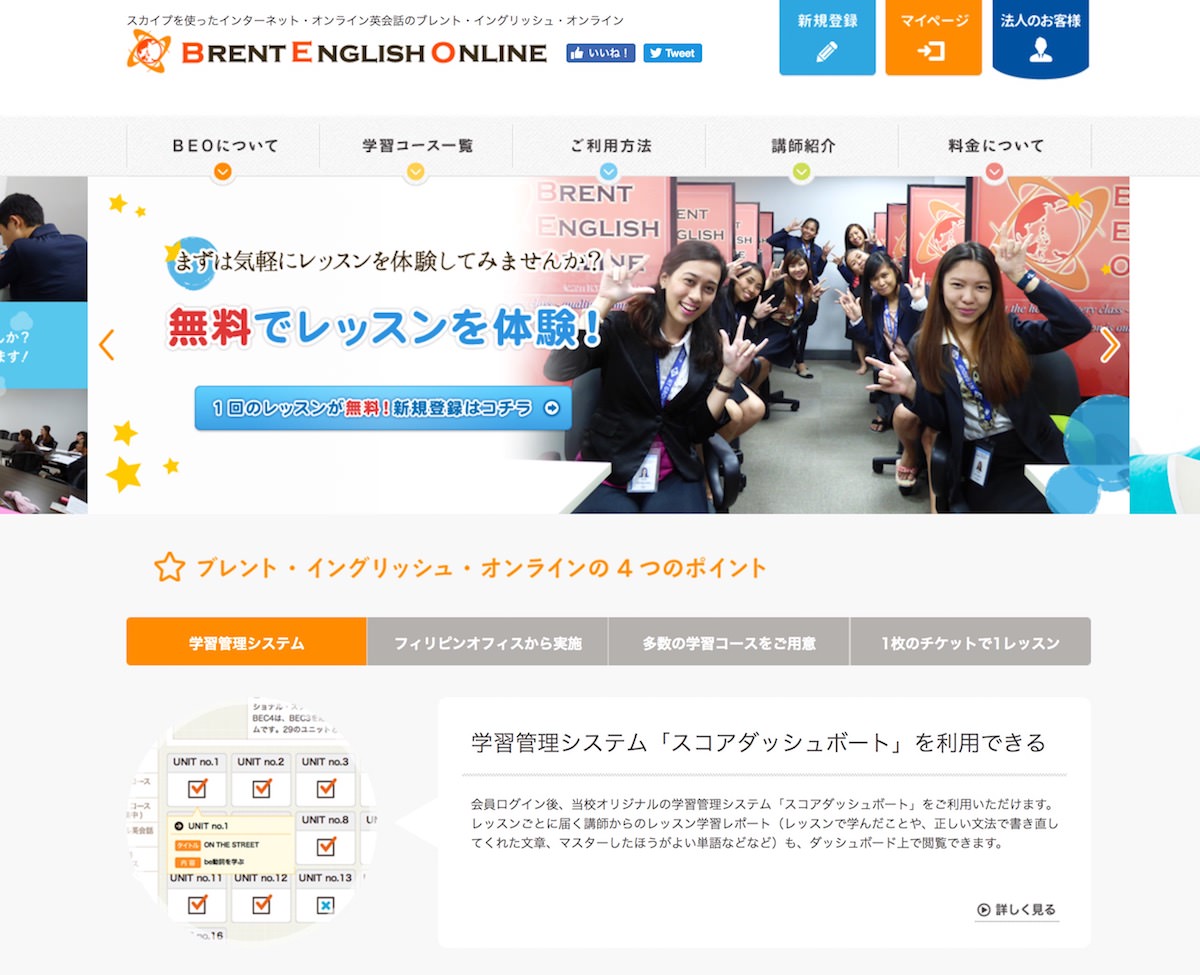 スカイプを使ったインターネット・オンライン英会話のブレント・イングリッシュ・オンライン
BRENT ENGLISH ONLINE
いいね！
Tweet
新規登録
マイページ
法人のお客様
BEOについて
学習コース一覧
ご利用方法
講師紹介
料金について
んか？
ます！
まずは気軽にレッスンを体験してみませんか？
無料でレッスンを体験！
1回のレッスンが無料！新規登録はコチラ
BRENT
ENGLISH
ブレント・イングリッシュ・オンラインの4つのポイント
学習管理システム
フィリピンオフィスから実施
多数の学習コースをご用意
1枚のチケットで1レッスン
ショナル・ス
BEC4は、BEC3を
ムです。29のユニットと
UNIT no.1
UNIT no.2
UNIT no.3
UNIT no.8
UNIT no.1
タイトル ON THE STREET
内容 be動詞を学ぶ
UNIT no.11
UNIT no.12
UNIT no.13
no.16
学習管理システム「スコアダッシュボート」を利用できる
会員ログイン後、当校オリジナルの学習管理システム「スコアダッシュボート」をご利用いただけます。
レッスンごとに届く講師からのレッスン学習レポート（レッスンで学んだことや、正しい文法で書き直し
てくれた文章、マスターしたほうがよい単語などなど）も、ダッシュボード上で閲覧できます。
詳しく見る